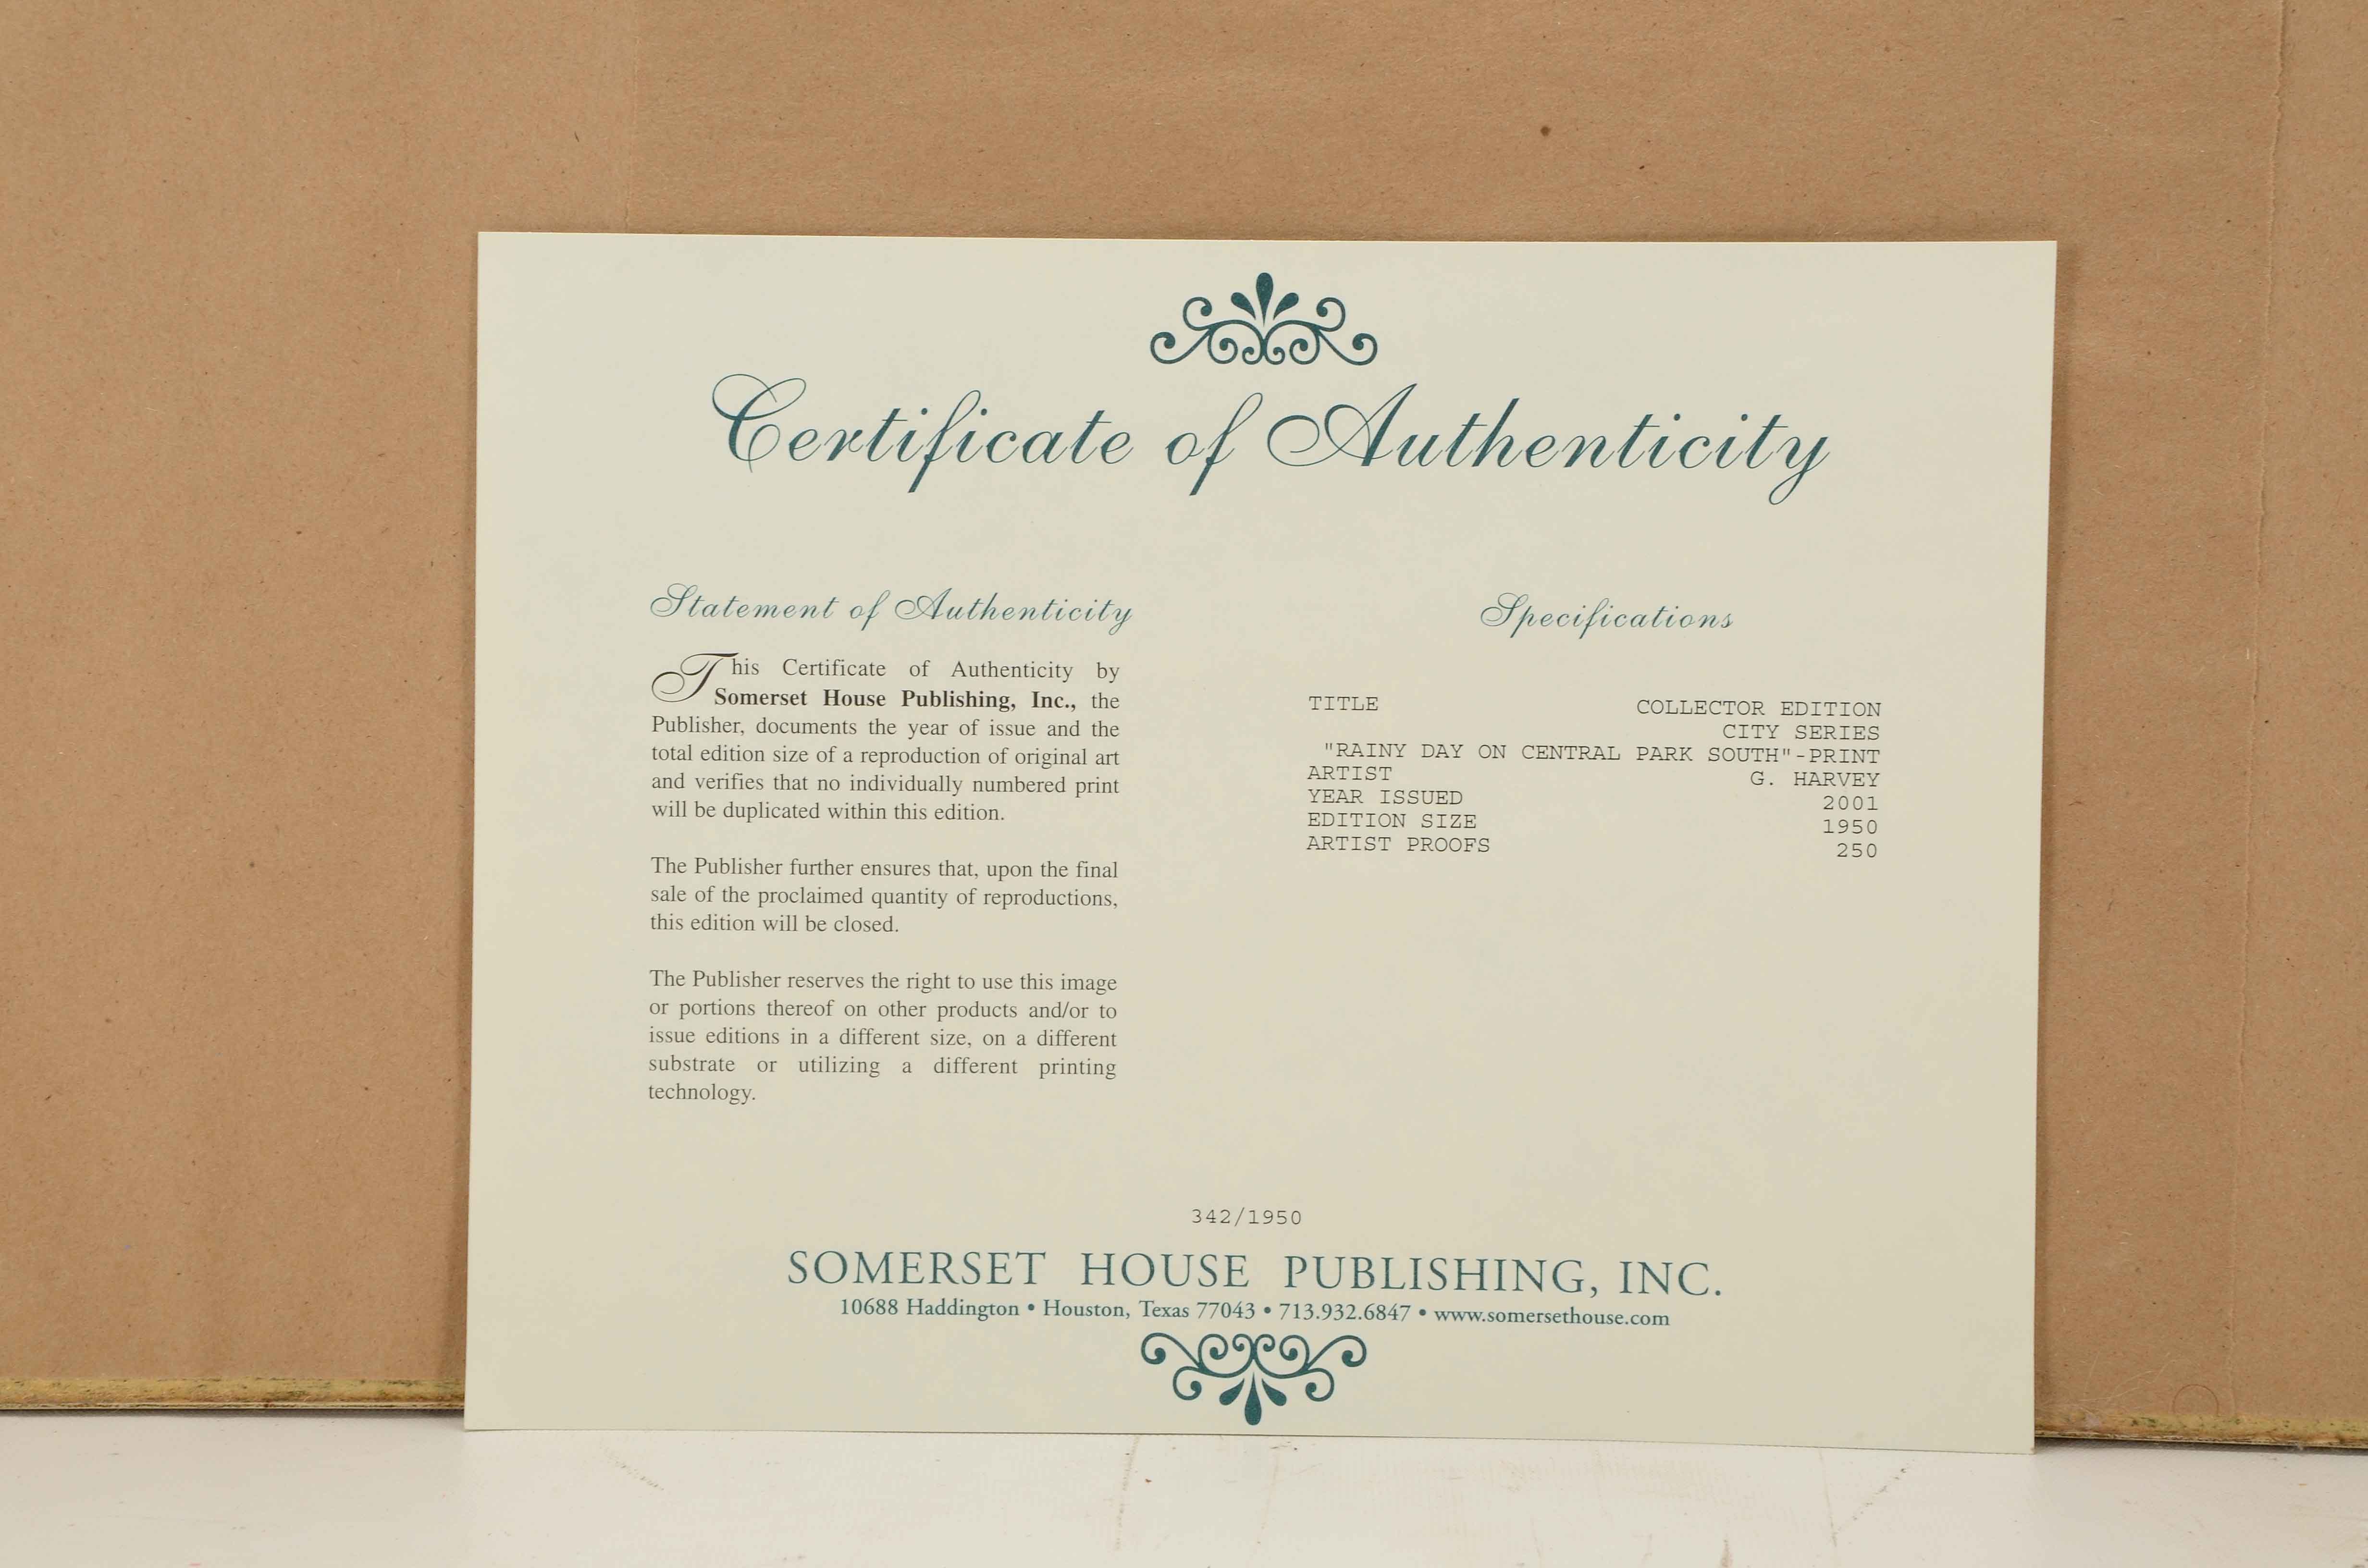 Certificate of Authenticity
Statement of Authenticity
This Certificate of Authenticity by
Somerset House Publishing, Inc., the
Publisher, documents the year of issue and the
total edition size of a reproduction of original art
and verifies that no individually numbered print
will be duplicated within this edition.
The Publisher further ensures that, upon the final
sale of the proclaimed quantity of reproductions,
this edition will be closed.
The Publisher reserves the right to use this image
or portions thereof on other products and/or to
issue editions in a different size, on a different
substrate or utilizing a different printing
technology.
Specifications
TITLE COLLECTOR EDITION
CITY SERIES
"RAINY DAY ON CENTRAL PARK SOUTH"-PRINT
ARTIST G. HARVEY
YEAR ISSUED 2001
EDITION SIZE 1950
ARTIST PROOFS 250
342/1950
SOMERSET HOUSE PUBLISHING, INC.
10688 Haddington • Houston, Texas 77043 • 713.932.6847 • www.somersethouse.com